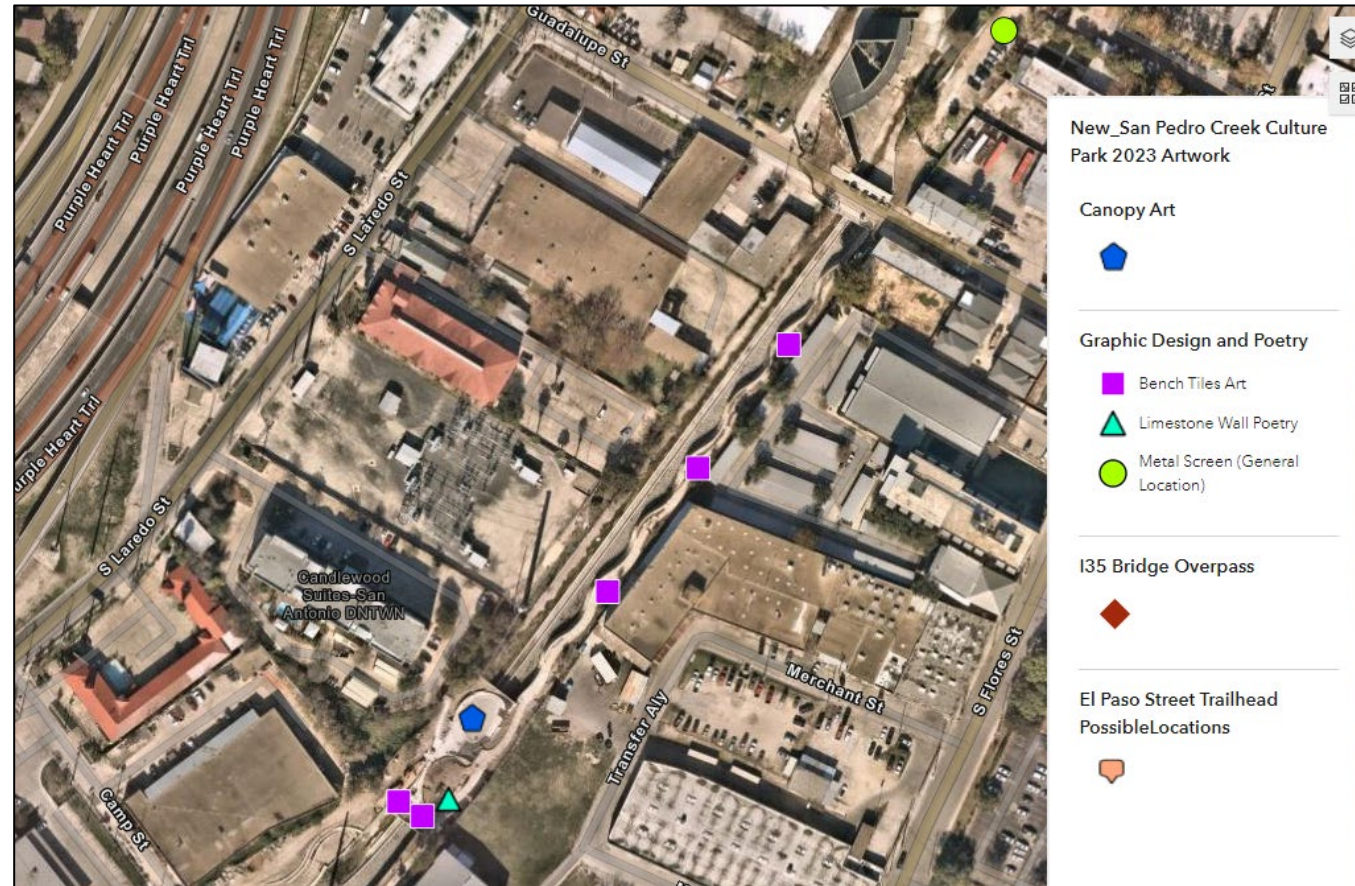 Guadalupe St
Purple Heart Trl
Purple Heart Trl
Purple Heart Trl
Purple Heart Trl
S Laredo St
St
urple Heart Trl
S Laredo St
Candlewood
Suites-San
Antonio DNTWN
Merchant St
S Flores St
Transfer Aly
Camp St
New_San Pedro Creek Culture
Park 2023 Artwork
Canopy Art
Graphic Design and Poetry
Bench Tiles Art
Limestone Wall Poetry
Metal Screen (General
Location)
I35 Bridge Overpass
El Paso Street Trailhead
PossibleLocations